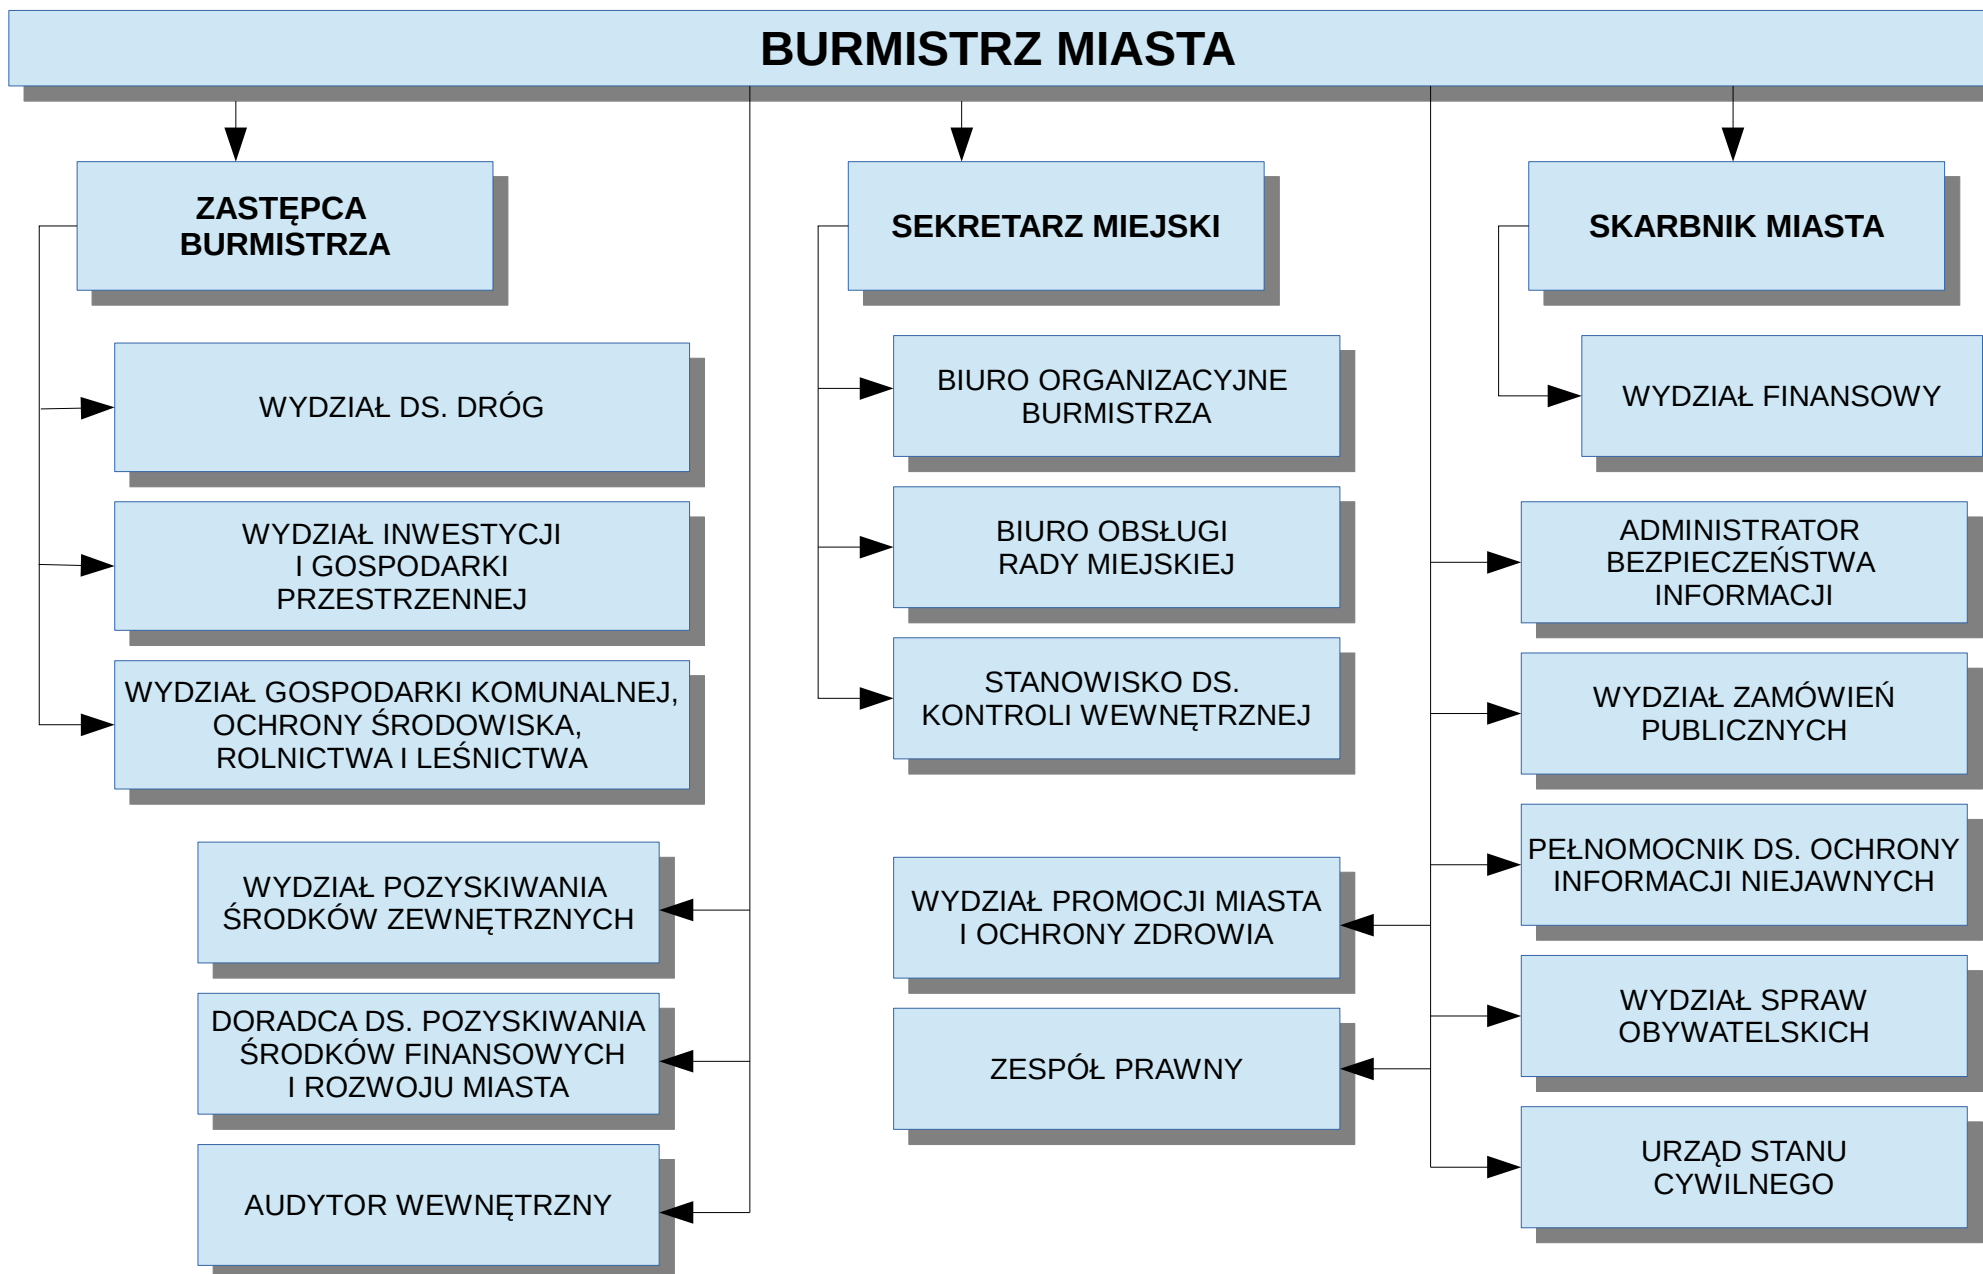 BURMISTRZ MIASTA
ZASTĘPCA
BURMISTRZA
SEKRETARZ MIEJSKI
SKARBNIK MIASTA
WYDZIAŁ DS. DRÓG
WYDZIAŁ INWESTYCJI
I GOSPODARKI
PRZESTRZENNEJ
WYDZIAŁ GOSPODARKI KOMUNALNEJ,
OCHRONY ŚRODOWISKA,
ROLNICTWA I LEŚNICTWA
BIURO ORGANIZACYJNE
BURMISTRZA
BIURO OBSŁUGI
RADY MIEJSKIEJ
STANOWISKO DS.
KONTROLI WEWNĘTRZNEJ
WYDZIAŁ FINANSOWY
ADMINISTRATOR
BEZPIECZEŃSTWA
INFORMACJI
WYDZIAŁ ZAMÓWIEŃ
PUBLICZNYCH
PEŁNOMOCNIK DS. OCHRONY
INFORMACJI NIEJAWNYCH
WYDZIAŁ SPRAW
OBYWATELSKICH
URZĄD STANU
CYWILNEGO
WYDZIAŁ POZYSKIWANIA
ŚRODKÓW ZEWNĘTRZNYCH
DORADCA DS. POZYSKIWANIA
ŚRODKÓW FINANSOWYCH
I ROZWOJU MIASTA
AUDYTOR WEWNĘTRZNY
WYDZIAŁ PROMOCJI MIASTA
I OCHRONY ZDROWIA
ZESPÓŁ PRAWNY